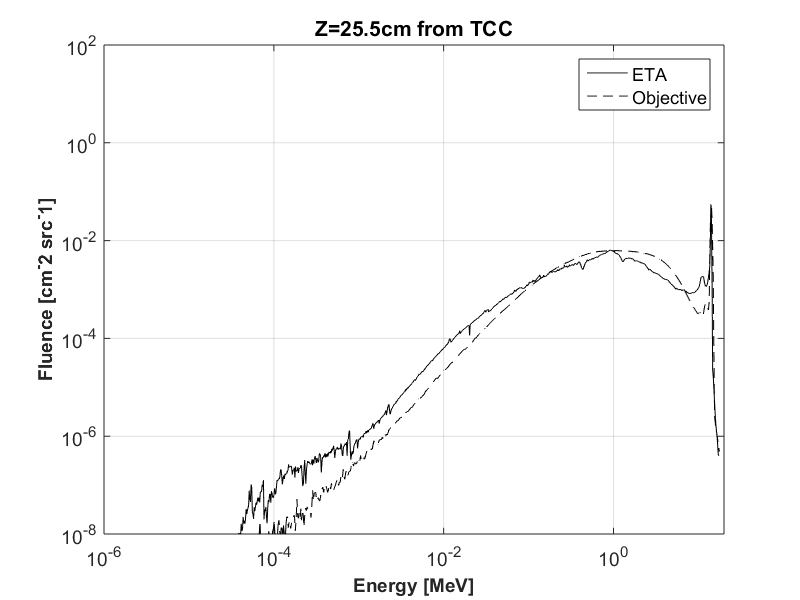 Z=25.5cm from TCC
ETA
Objective
10^2
10^0
10^-2
10^-4
10^-6
10^-8
Fluence [cm^-2 src^-1]
10^-6
10^-4
10^-2
10^0
Energy [MeV]